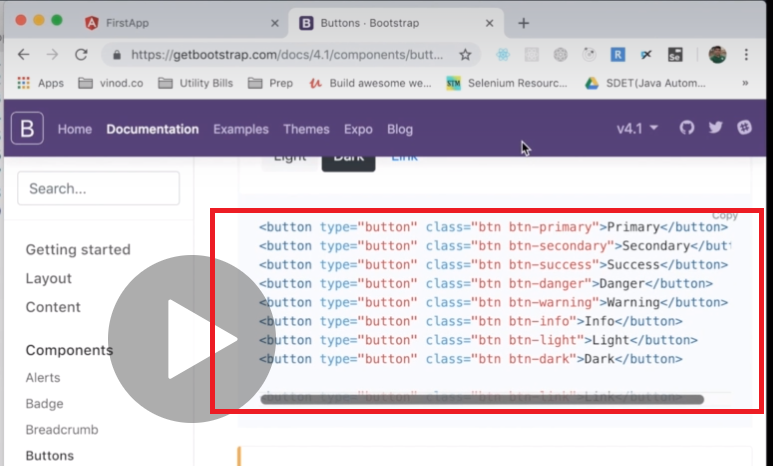 FirstApp
Buttons · Bootstrap
https://getbootstrap.com/docs/4.1/components/butt...
Apps vinod.co Utility Bills Prep Build awesome we... Selenium Resourc... SDET(Java Autom... »
B Home Documentation Examples Themes Expo Blog v4.1
Light Dark Link
Search...
Copy
<button type="button" class="btn btn-primary">Primary</button>
<button type="button" class="btn btn-secondary">Secondary</butt
<button type="button" class="btn btn-success">Success</button>
<button type="button" class="btn btn-danger">Danger</button>
<button type="button" class="btn btn-warning">Warning</button>
<button type="button" class="btn btn-info">Info</button>
<button type="button" class="btn btn-light">Light</button>
<button type="button" class="btn btn-dark">Dark</button>
<button type="button" class="btn btn-link">Link</button>
Getting started
Layout
Content
Components
Alerts
Badge
Breadcrumb
Buttons